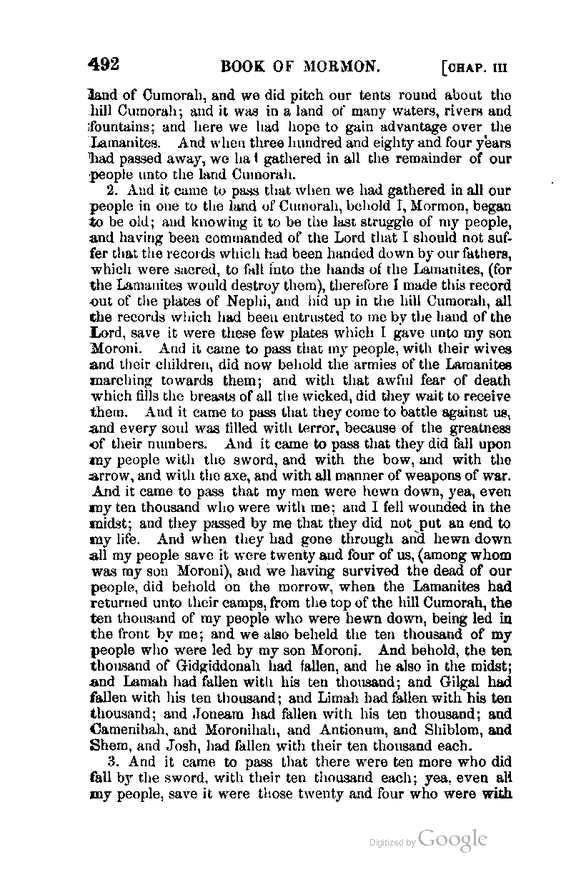 492 BOOK OF MORMON. [CHAP. III
land of Cumorah, and we did pitch our tents round about the
hill Cumorah; and it was in a land of many waters, rivers and
fountains; and here we had hope to gain advantage over the
Lamanites. And when three hundred and eighty and four years
had passed away, we had gathered in all the remainder of our
people unto the land Cumorah.
2. And it came to pass that when we had gathered in all our
people in one to the land of Cumorah, behold I, Mormon, began
to be old; and knowing it to be the last struggle of my people,
and having been commanded of the Lord that I should not suf-
fer that the records which had been handed down by our fathers,
which were sacred, to fall into the hands of the Lamanites, (for
the Lamanites would destroy them), therefore I made this record
out of the plates of Nephi, and hid up in the hill Cumorah, all
the records which had been entrusted to me by the hand of the
Lord, save it were these few plates which I gave unto my son
Moroni. And it came to pass that my people, with their wives
and their children, did now behold the armies of the Lamanites
marching towards them; and with that awful fear of death
which fills the breasts of all the wicked, did they wait to receive
them. And it came to pass that they come to battle against us,
and every soul was filled with terror, because of the greatness
of their numbers. And it came to pass that they did fall upon
my people with the sword, and with the bow, and with the
arrow, and with the axe, and with all manner of weapons of war.
And it came to pass that my men were hewn down, yea, even
my ten thousand who were with me; and I fell wounded in the
midst; and they passed by me that they did not put an end to
my life. And when they had gone through and hewn down
all my people save it were twenty and four of us, (among whom
was my son Moroni), and we having survived the dead of our
people, did behold on the morrow, when the Lamanites had
returned unto their camps, from the top of the hill Cumorah, the
ten thousand of my people who were hewn down, being led in
the front by me; and we also beheld the ten thousand of my
people who were led by my son Moroni. And behold, the ten
thousand of Gidgiddonah had fallen, and he also in the midst;
and Lamah had fallen with his ten thousand; and Gilgal had
fallen with his ten thousand; and Limah had fallen with his ten
thousand; and Joneam had fallen with his ten thousand; and
Camenihah, and Moronihah, and Antionum, and Shiblom, and
Shem, and Josh, had fallen with their ten thousand each.
3. And it came to pass that there were ten more who did
fall by the sword, with their ten thousand each; yea, even all
my people, save it were those twenty and four who were with
Digitized by Google